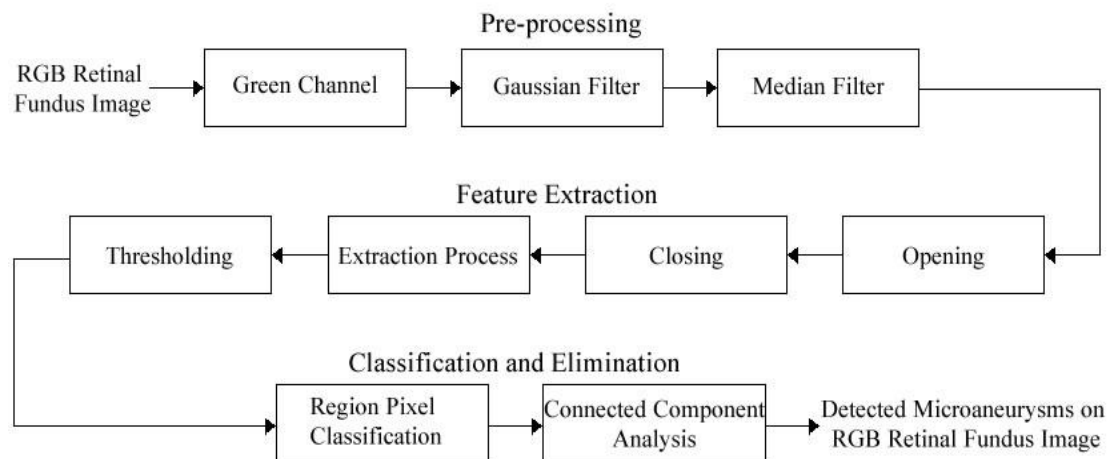 Pre-processing
RGB Retinal
Fundus Image
Green Channel
Gaussian Filter
Median Filter
Feature Extraction
Thresholding
Extraction Process
Closing
Opening
Classification and Elimination
Region Pixel
Classification
Connected Component
Analysis
Detected Microaneurysms on
RGB Retinal Fundus Image